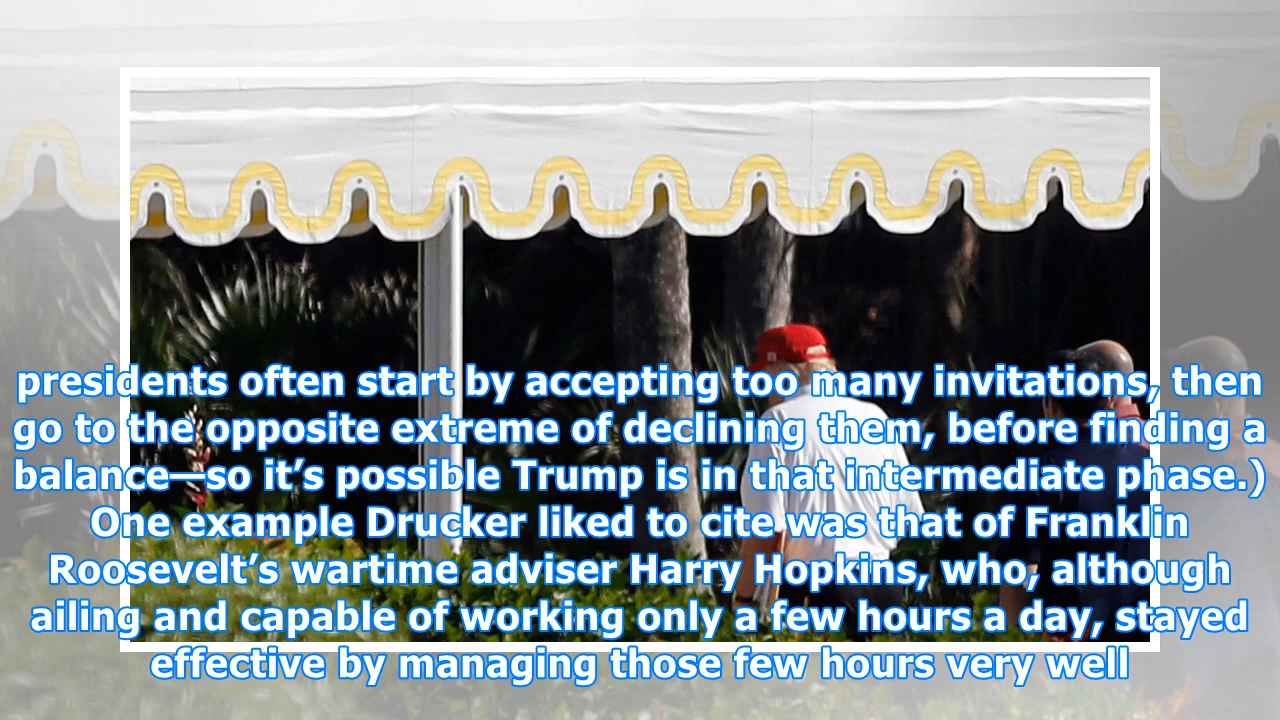 presidents often start by accepting too many invitations, then
go to the opposite extreme of declining them, before finding a
balance—so it’s possible Trump is in that intermediate phase.)
One example Drucker liked to cite was that of Franklin
Roosevelt’s wartime adviser Harry Hopkins, who, although
ailing and capable of working only a few hours a day, stayed
effective by managing those few hours very well